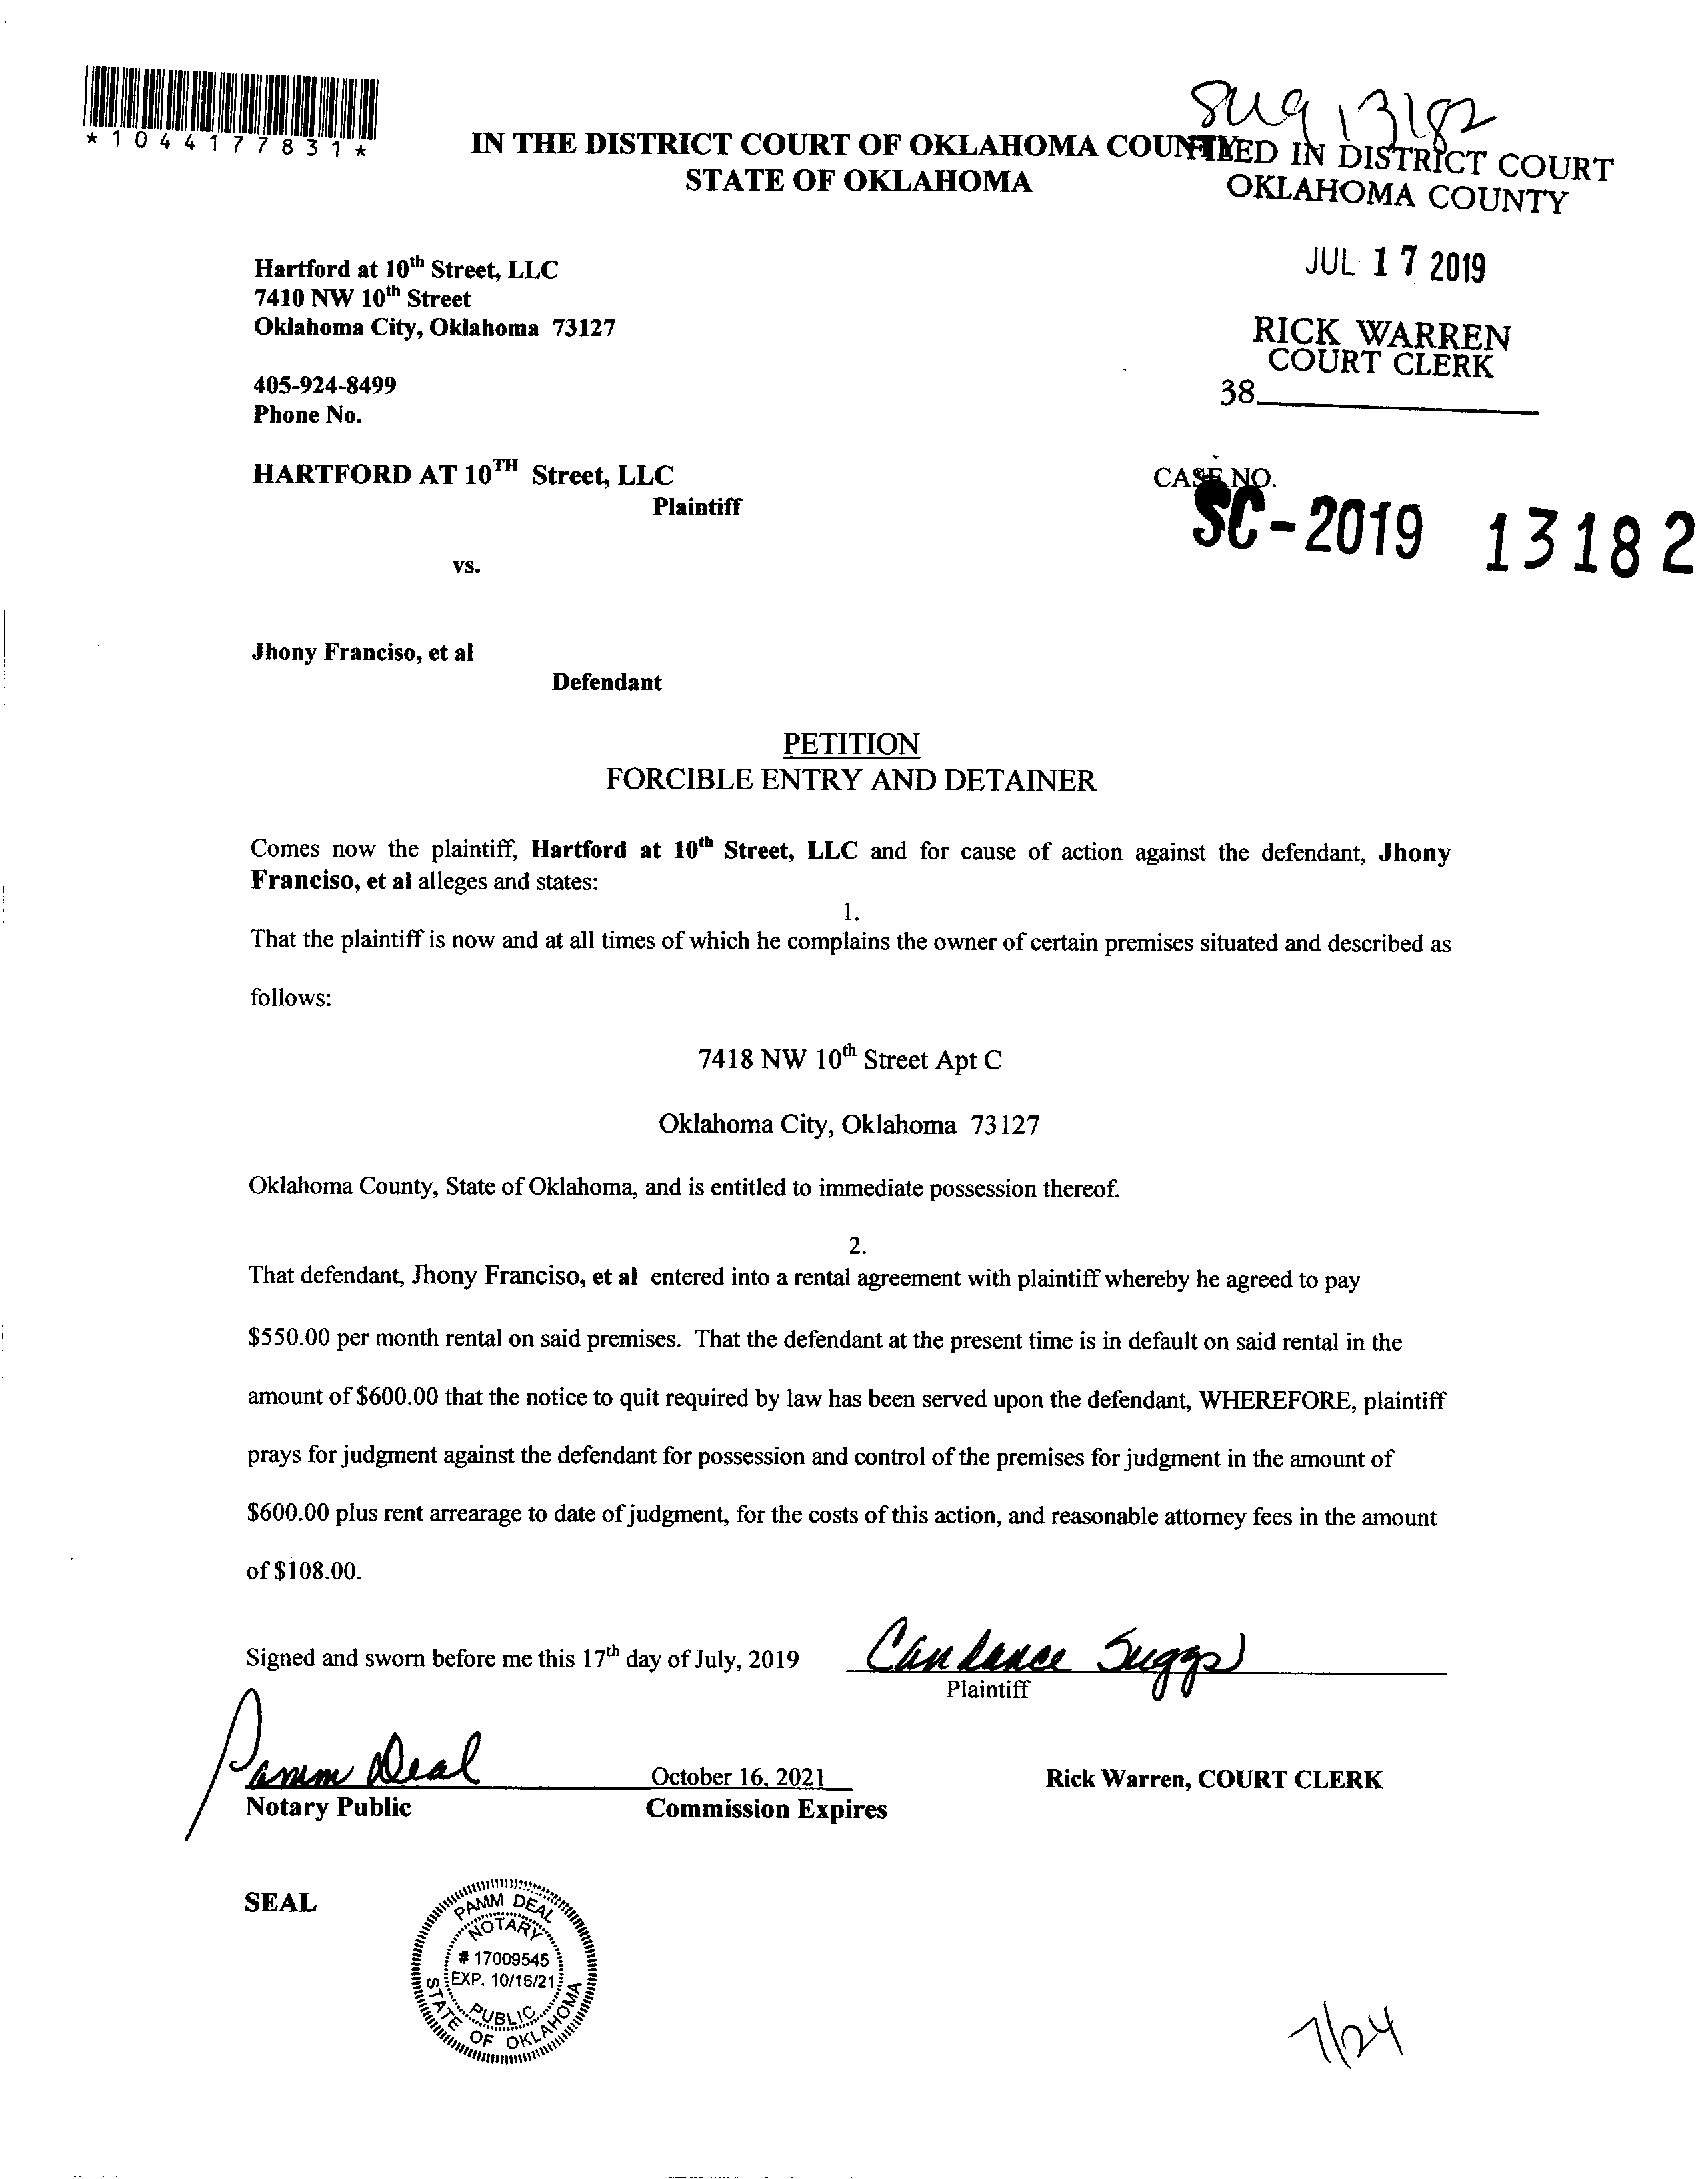 *1044177831*
IN THE DISTRICT COURT OF OKLAHOMA COUNTY
STATE OF OKLAHOMA
FILED IN DISTRICT COURT
OKLAHOMA COUNTY
JUL 17 2019
RICK WARREN
COURT CLERK
38
Hartford at 10th Street, LLC
7410 NW 10th Street
Oklahoma City, Oklahoma 73127
405-924-8499
Phone No.
HARTFORD AT 10TH Street, LLC
Plaintiff
CASE NO.
SC-2019 13182
vs.
Jhony Franciso, et al
Defendant
PETITION
FORCIBLE ENTRY AND DETAINER
Comes now the plaintiff, Hartford at 10th Street, LLC and for cause of action against the defendant, Jhony
Franciso, et al alleges and states:
1.
That the plaintiff is now and at all times of which he complains the owner of certain premises situated and described as
follows:
7418 NW 10th Street Apt C
Oklahoma City, Oklahoma 73127
Oklahoma County, State of Oklahoma, and is entitled to immediate possession thereof.
2.
That defendant, Jhony Franciso, et al entered into a rental agreement with plaintiff whereby he agreed to pay
$550.00 per month rental on said premises. That the defendant at the present time is in default on said rental in the
amount of $600.00 that the notice to quit required by law has been served upon the defendant, WHEREFORE, plaintiff
prays for judgment against the defendant for possession and control of the premises for judgment in the amount of
$600.00 plus rent arrearage to date of judgment, for the costs of this action, and reasonable attorney fees in the amount
of $108.00.
Signed and sworn before me this 17th day of July, 2019
Candance Suggs
Plaintiff
Pamm Deal
October 16, 2021
Rick Warren, COURT CLERK
Notary Public
Commission Expires
SEAL
PAMM DEAL
NOTARY
# 17009545
EXP. 10/16/21
PUBLIC
STATE OF OKLAHOMA
7/24